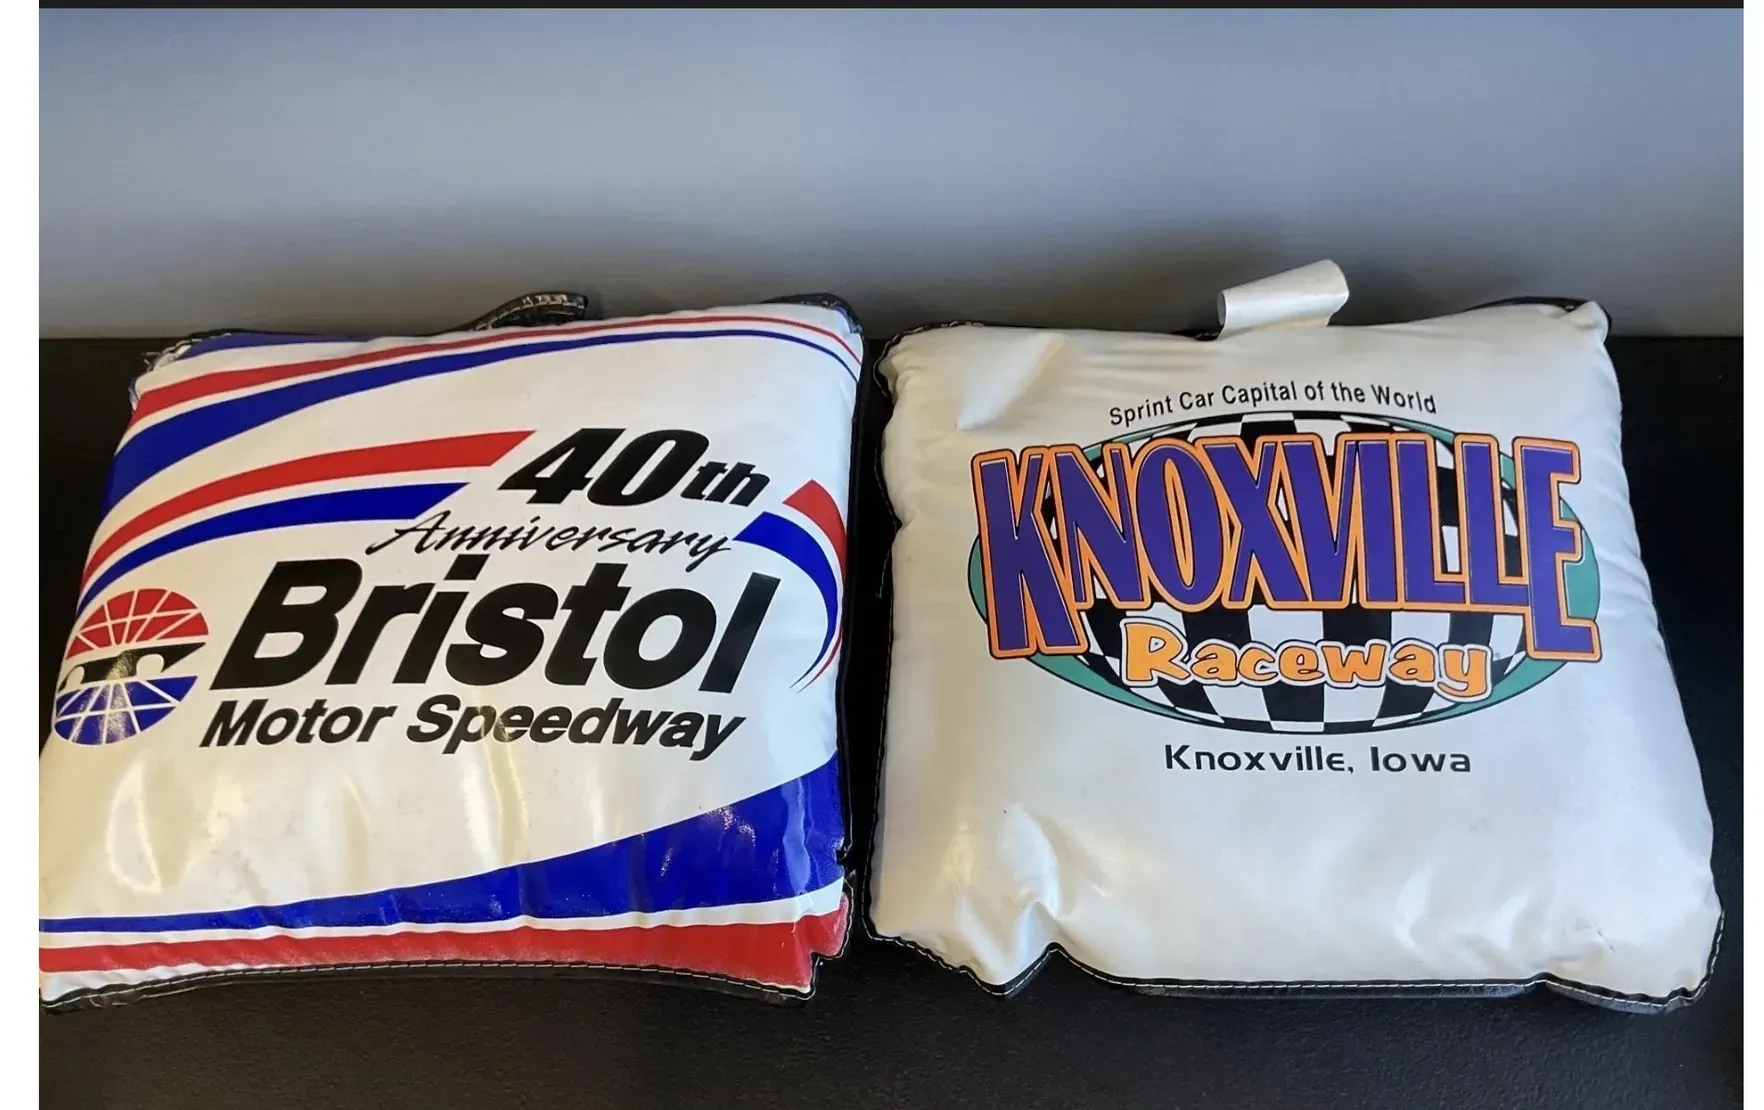 40th
Anniversary
Bristol
Motor Speedway
Sprint Car Capital of the World
KNOXVILLE
Raceway
Knoxville, Iowa